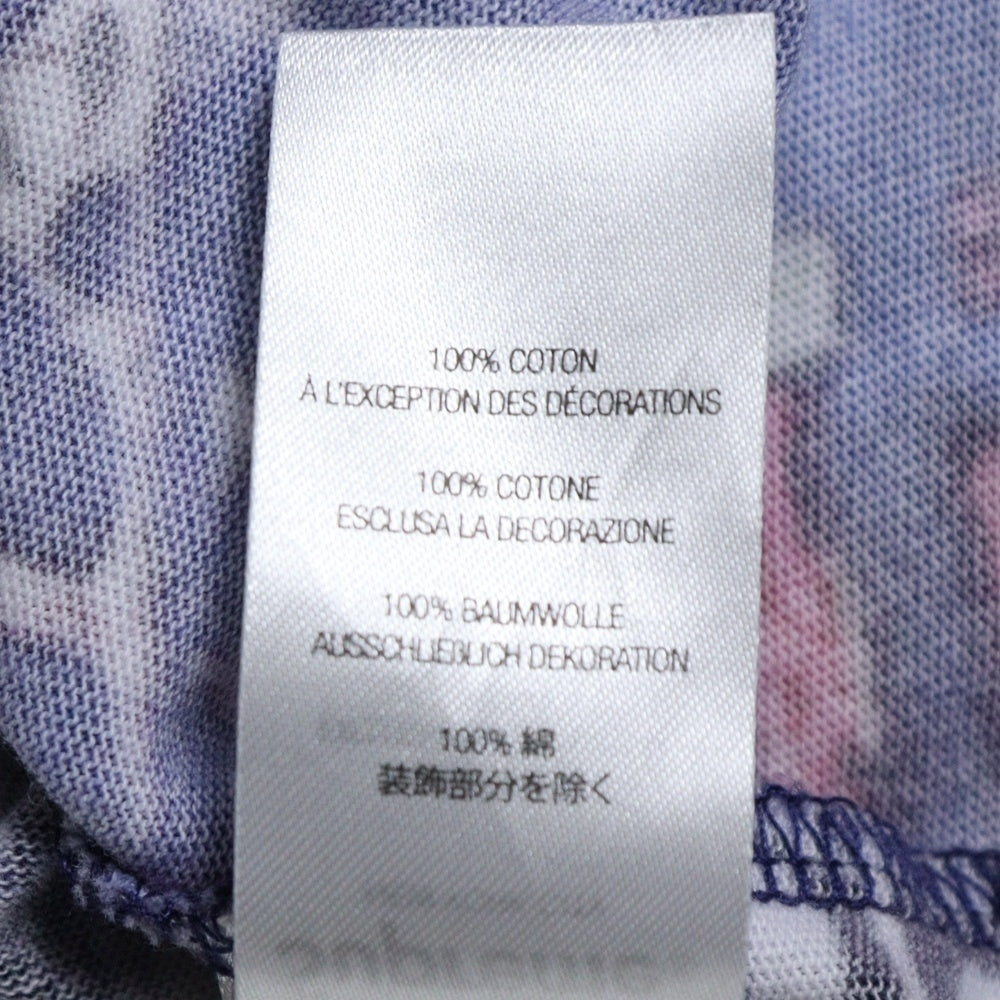 100% COTON
À L'EXCEPTION DES DÉCORATIONS
100% COTONE
ESCLUSA LA DECORAZIONE
100% BAUMWOLLE
AUSSCHLIEßLICH DEKORATION
100% 綿
装飾部分を除く